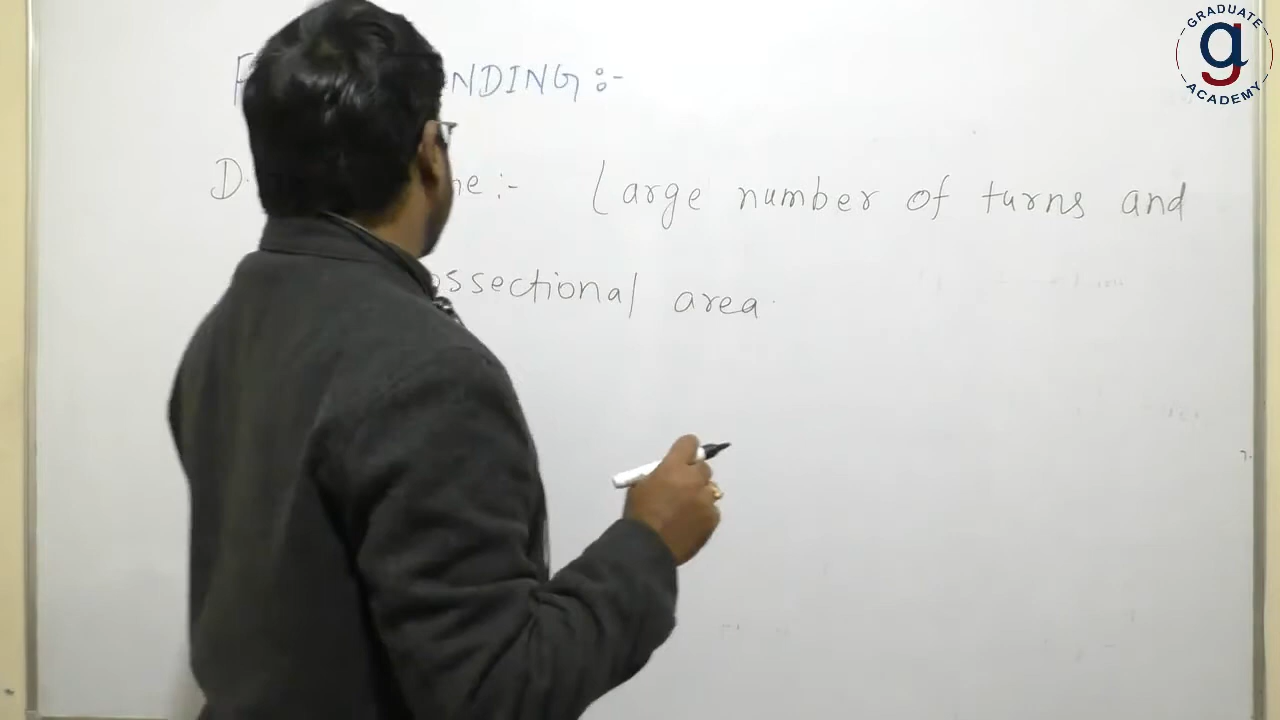 GRADUATE
g
ACADEMY
NDING :-
D. ne :- Large number of turns and
ossectional area